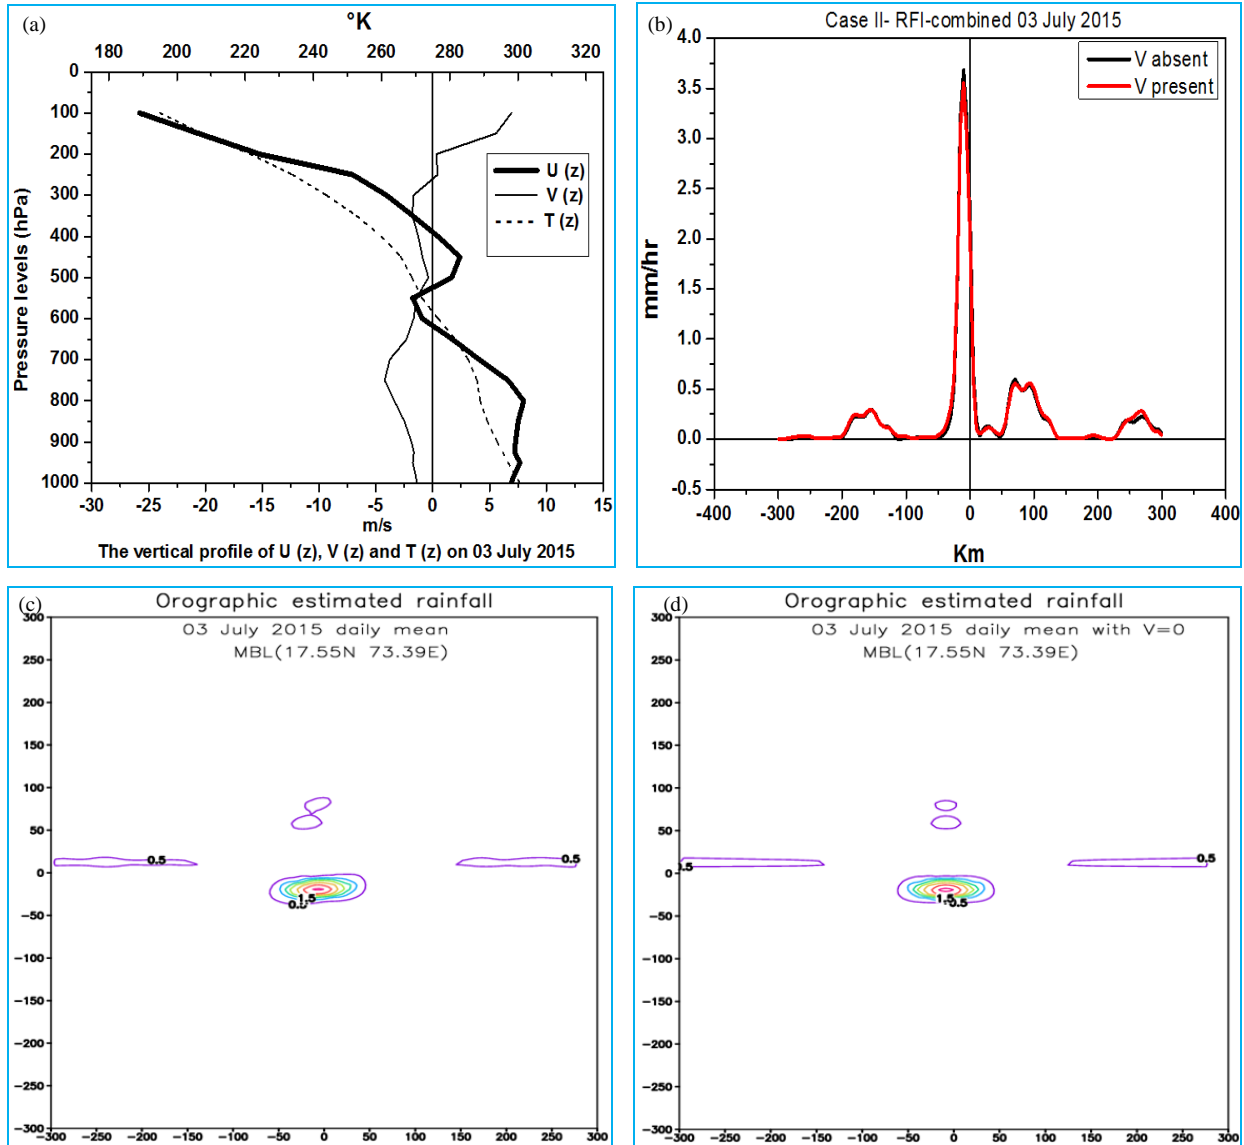 (a)
°K
180 200 220 240 260 280 300 320
0
100
200
300
400
500
600
700
800
900
1000
Pressure levels (hPa)
U (z)
V (z)
T (z)
-30 -25 -20 -15 -10 -5 0 5 10 15
m/s
The vertical profile of U (z), V (z) and T (z) on 03 July 2015
(b)
Case II- RFI-combined 03 July 2015
4.0
3.5
3.0
2.5
2.0
1.5
1.0
0.5
0.0
-0.5
mm/hr
V absent
V present
-400 -300 -200 -100 0 100 200 300 400
Km
(c)
Orographic estimated rainfall
03 July 2015 daily mean
MBL(17.55N 73.39E)
300
250
200
150
100
50
0
-50
-100
-150
-200
-250
-300
0.5
0.5
1.5
0.5
-300 -250 -200 -150 -100 -50 0 50 100 150 200 250 300
(d)
Orographic estimated rainfall
03 July 2015 daily mean with V=0
MBL(17.55N 73.39E)
300
250
200
150
100
50
0
-50
-100
-150
-200
-250
-300
0.5
0.5
1.5
0.5
-300 -250 -200 -150 -100 -50 0 50 100 150 200 250 300